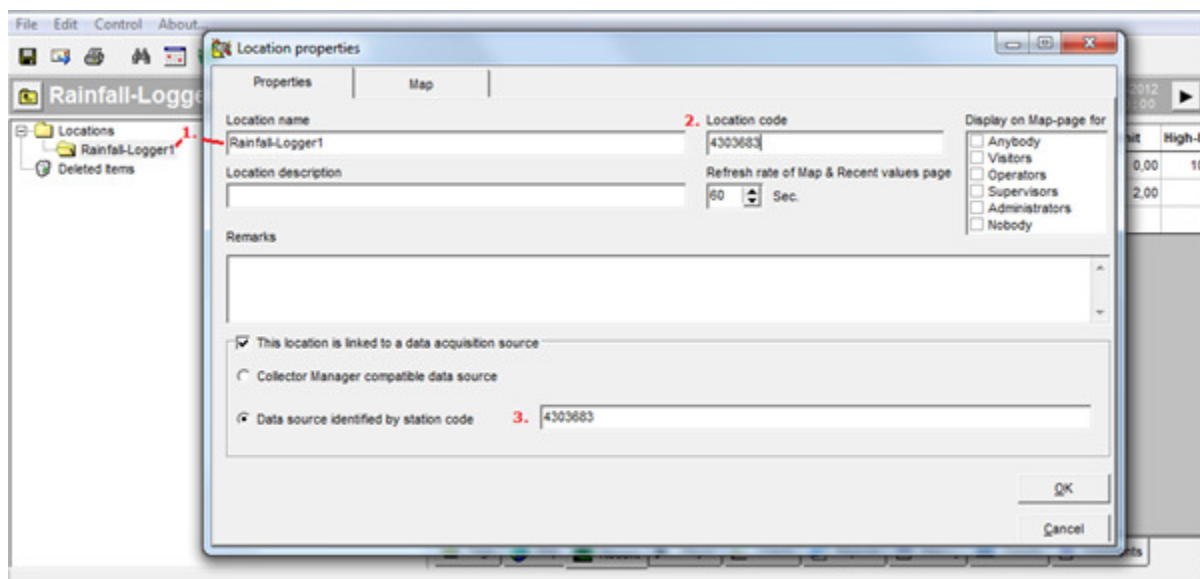 File Edit Control About...
Location properties
Rainfall-Logge
2012
:00
Properties Map
Locations
1.
Rainfall-Logger1
Deleted Items
Location name
Rainfall-Logger1
2. Location code
4303683
Display on Map-page for
Anybody
Visitors
Operators
Supervisors
Administrators
Nobody
Location description
Refresh rate of Map & Recent values page
60 Sec.
High-
0,00 10
2,00
Remarks
This location is linked to a data acquisition source
Collector Manager compatible data source
Data source identified by station code
3. 4303683
OK
Cancel